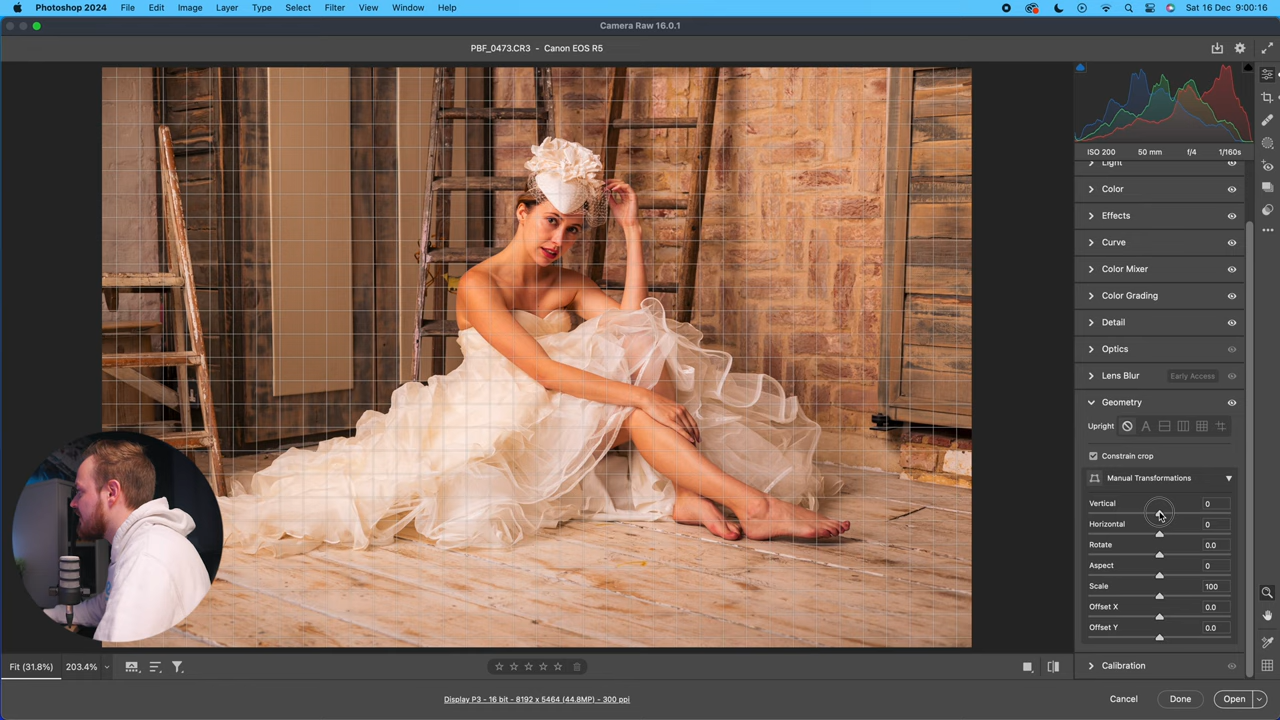 Photoshop 2024 File Edit Image Layer Type Select Filter View Window Help Sat 16 Dec 9:00:16
Camera Raw 16.0.1
PBF_0473.CR3 - Canon EOS R5
ISO 200 50 mm f/4 1/160s
Light
Color
Effects
Curve
Color Mixer
Color Grading
Detail
Optics
Lens Blur Early Access
Geometry
Upright A
Constrain crop
Manual Transformations
Vertical 0
Horizontal 0
Rotate 0.0
Aspect 0
Scale 100
Offset X 0.0
Offset Y 0.0
Calibration
Fit (31.8%) 203.4%
Display P3 - 16 bit - 8192 x 5464 (44.8MP) - 300 ppi
Cancel Done Open